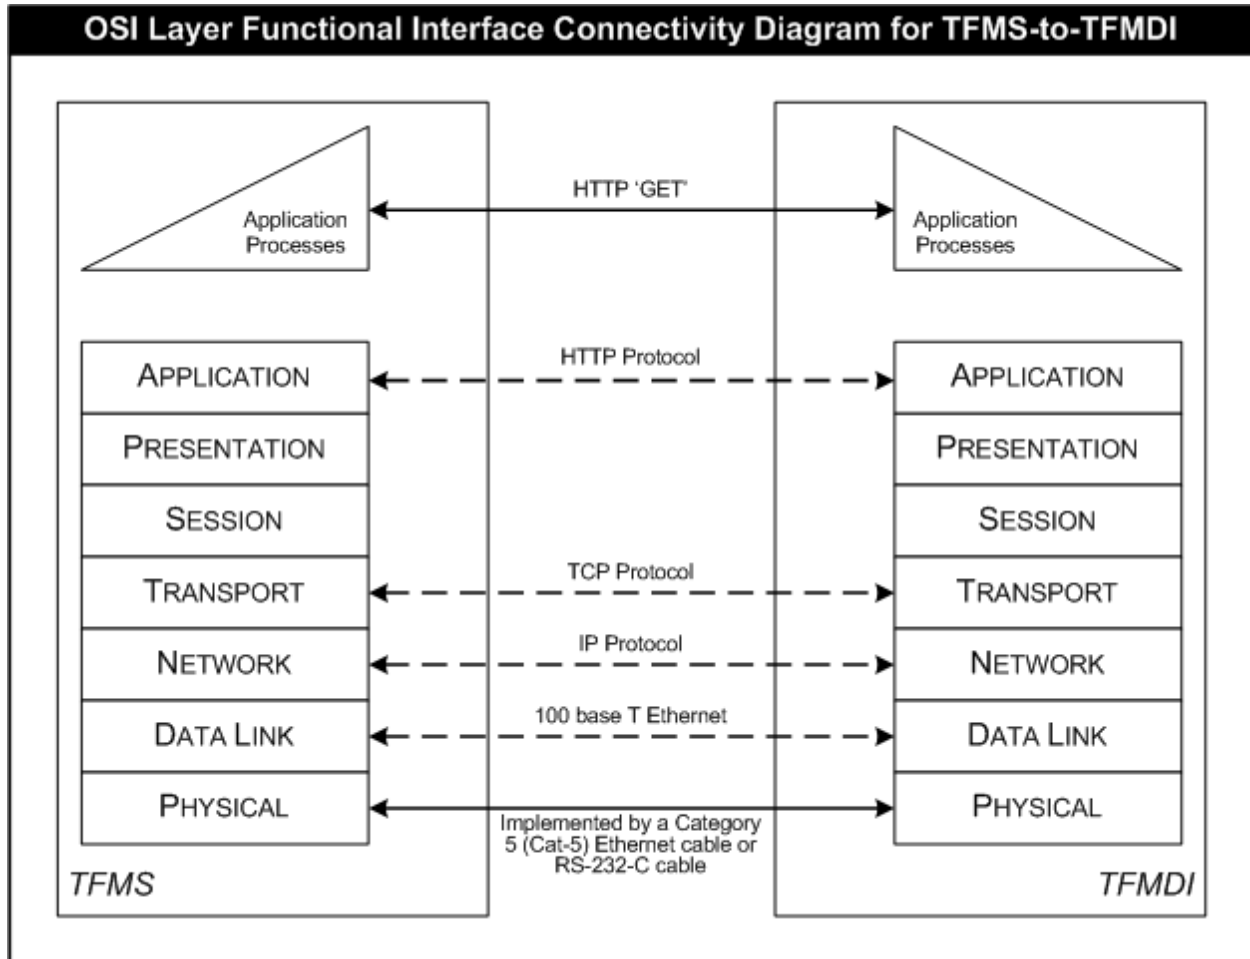 OSI Layer Functional Interface Connectivity Diagram for TFMS-to-TFMDI
HTTP ‘GET’
Application
Processes
Application
Processes
HTTP Protocol
APPLICATION
APPLICATION
PRESENTATION
PRESENTATION
SESSION
SESSION
TCP Protocol
TRANSPORT
TRANSPORT
IP Protocol
NETWORK
NETWORK
100 base T Ethernet
DATA LINK
DATA LINK
PHYSICAL
PHYSICAL
Implemented by a Category
5 (Cat-5) Ethernet cable or
RS-232-C cable
TFMS
TFMDI